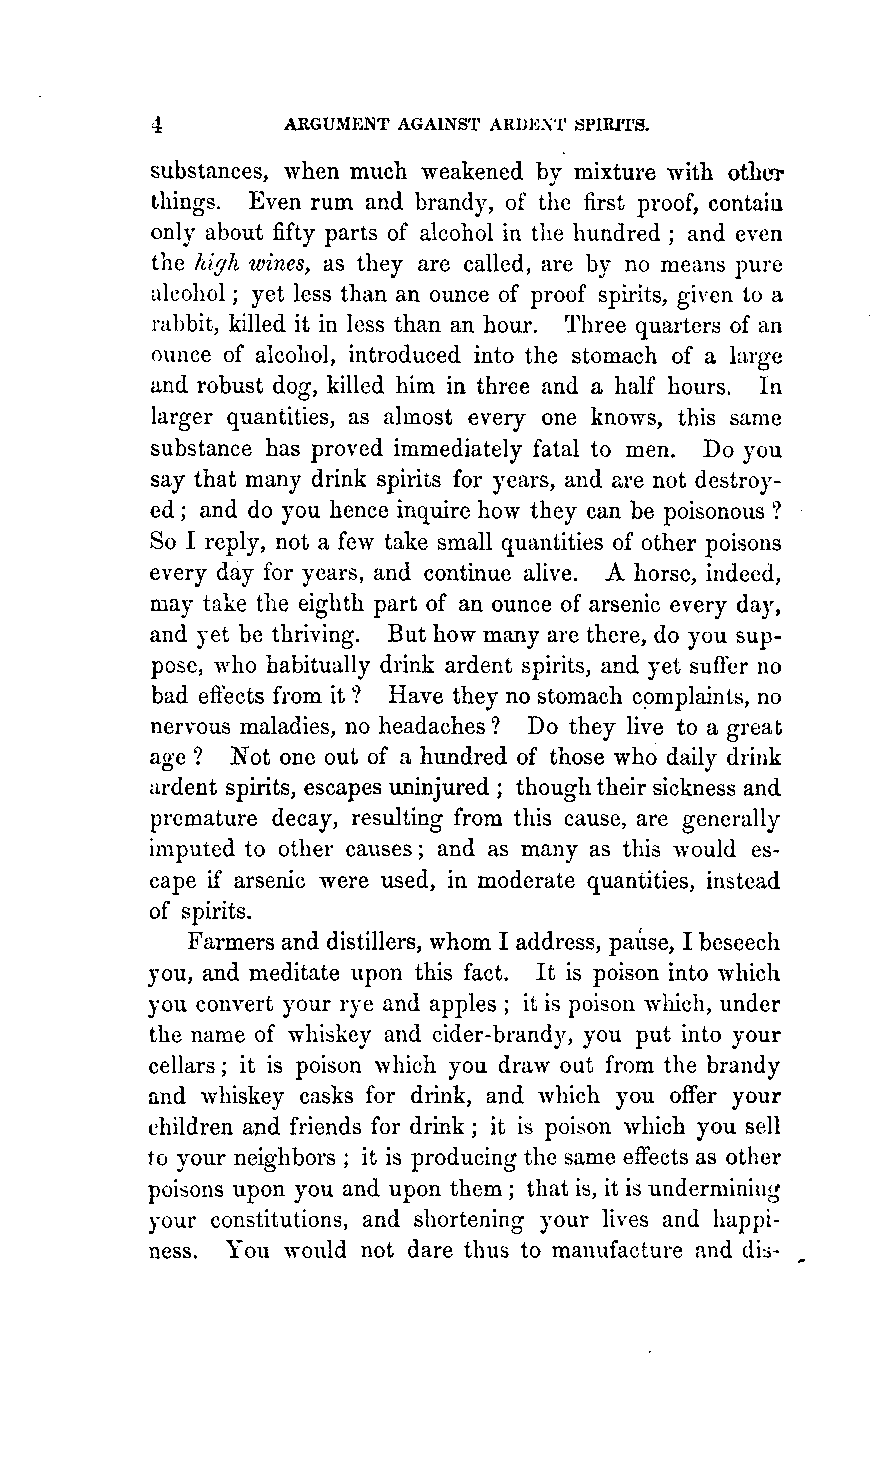 4 ARGUMENT AGAINST ARDENT SPIRITS.
substances, when much weakened by mixture with other
things. Even rum and brandy, of the first proof, contain
only about fifty parts of alcohol in the hundred ; and even
the high wines, as they are called, are by no means pure
alcohol ; yet less than an ounce of proof spirits, given to a
rabbit, killed it in less than an hour. Three quarters of an
ounce of alcohol, introduced into the stomach of a large
and robust dog, killed him in three and a half hours. In
larger quantities, as almost every one knows, this same
substance has proved immediately fatal to men. Do you
say that many drink spirits for years, and are not destroy-
ed ; and do you hence inquire how they can be poisonous ?
So I reply, not a few take small quantities of other poisons
every day for years, and continue alive. A horse, indeed,
may take the eighth part of an ounce of arsenic every day,
and yet be thriving. But how many are there, do you sup-
pose, who habitually drink ardent spirits, and yet suffer no
bad effects from it ? Have they no stomach complaints, no
nervous maladies, no headaches ? Do they live to a great
age ? Not one out of a hundred of those who daily drink
ardent spirits, escapes uninjured ; though their sickness and
premature decay, resulting from this cause, are generally
imputed to other causes ; and as many as this would es-
cape if arsenic were used, in moderate quantities, instead
of spirits.
Farmers and distillers, whom I address, pause, I beseech
you, and meditate upon this fact. It is poison into which
you convert your rye and apples ; it is poison which, under
the name of whiskey and cider-brandy, you put into your
cellars ; it is poison which you draw out from the brandy
and whiskey casks for drink, and which you offer your
children and friends for drink ; it is poison which you sell
to your neighbors ; it is producing the same effects as other
poisons upon you and upon them ; that is, it is undermining
your constitutions, and shortening your lives and happi-
ness. You would not dare thus to manufacture and dis-